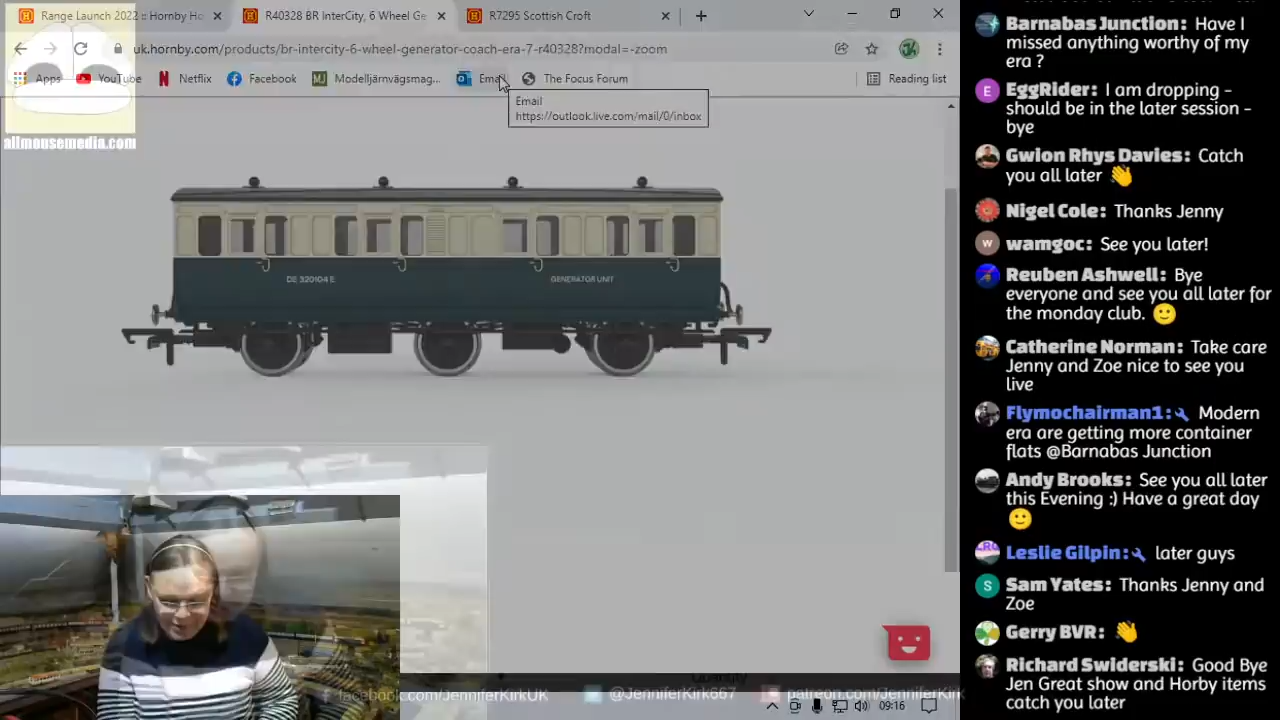 Range Launch 2022 :: Hornby Ho
R40328 BR InterCity, 6 Wheel Ge
R7295 Scottish Croft
uk.hornby.com/products/br-intercity-6-wheel-generator-coach-era-7-r40328?modal=-zoom
Apps
YouTube
Netflix
Facebook
Modelljärnvägsmag...
Email
The Focus Forum
Reading list
Email
https://outlook.live.com/mail/0/inbox
allmousemedia.com
DE 320104 E
GENERATOR UNIT
Quantity
facebook.com/JenniferKirkUK
@JenniferKirk667
patreon.com/JenniferKirk
09:16
Barnabas Junction: Have I
missed anything worthy of my
era ?
EggRider: I am dropping -
should be in the later session -
bye
Gwion Rhys Davies: Catch
you all later 👋
Nigel Cole: Thanks Jenny
wamgoc: See you later!
Reuben Ashwell: Bye
everyone and see you all later for
the monday club. 🙂
Catherine Norman: Take care
Jenny and Zoe nice to see you
live
Flymochairman1: Modern
era are getting more container
flats @Barnabas Junction
Andy Brooks: See you all later
this Evening :) Have a great day
🙂
Leslie Gilpin: later guys
Sam Yates: Thanks Jenny and
Zoe
Gerry BVR: 👋
Richard Swiderski: Good Bye
Jen Great show and Horby items
catch you later